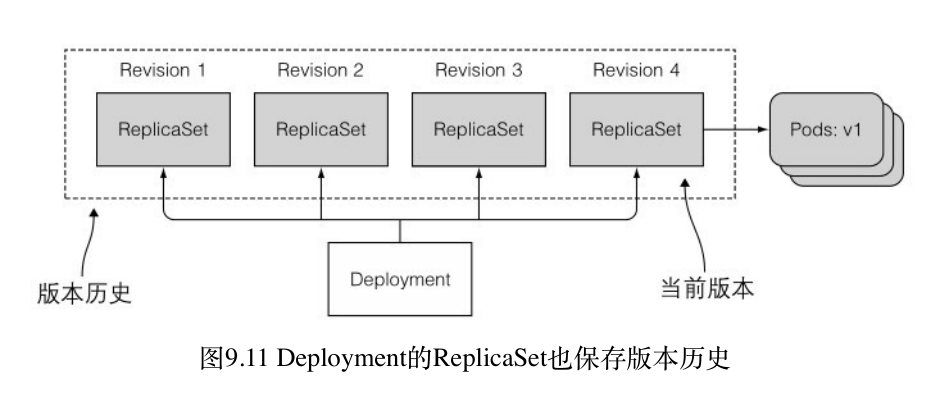 Revision 1 Revision 2 Revision 3 Revision 4
ReplicaSet ReplicaSet ReplicaSet ReplicaSet Pods: v1
Deployment
版本历史 当前版本
图9.11 Deployment的ReplicaSet也保存版本历史